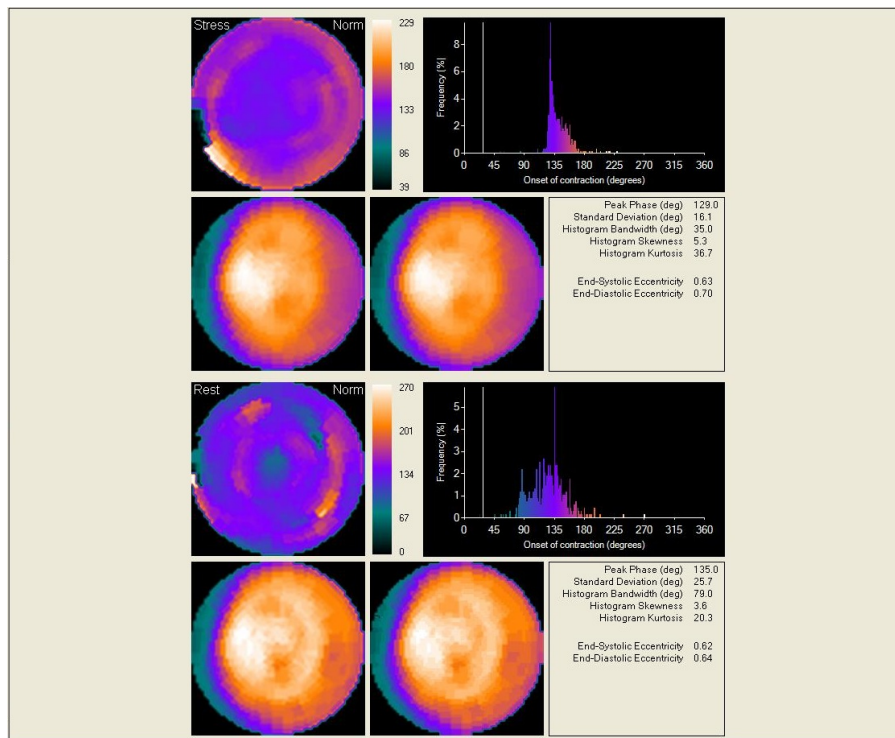 Stress Norm
229
180
133
86
39
Frequency [%]
8
6
4
2
0
0 45 90 135 180 225 270 315 360
Onset of contraction (degrees)
Peak Phase (deg) 129.0
Standard Deviation (deg) 16.1
Histogram Bandwidth (deg) 35.0
Histogram Skewness 5.3
Histogram Kurtosis 36.7
End-Systolic Eccentricity 0.63
End-Diastolic Eccentricity 0.70
Rest Norm
270
201
134
67
0
Frequency [%]
5
4
3
2
1
0
0 45 90 135 180 225 270 315 360
Onset of contraction (degrees)
Peak Phase (deg) 135.0
Standard Deviation (deg) 25.7
Histogram Bandwidth (deg) 79.0
Histogram Skewness 3.6
Histogram Kurtosis 20.3
End-Systolic Eccentricity 0.62
End-Diastolic Eccentricity 0.64